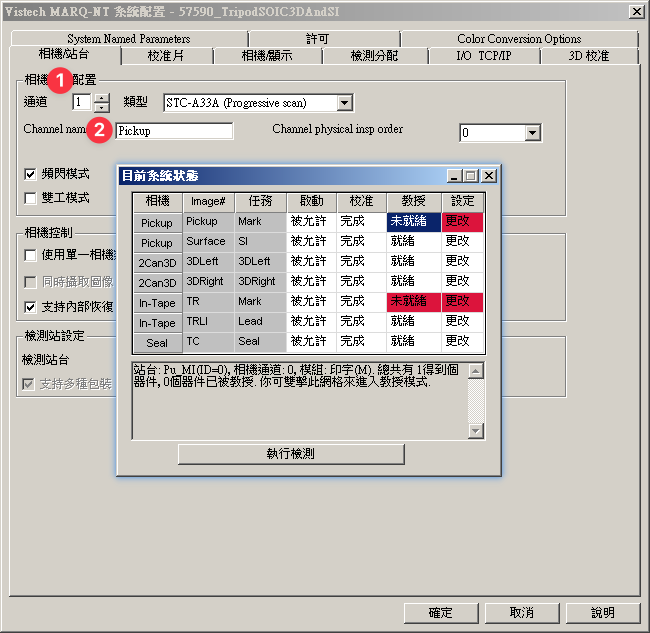 Vistech MARQ-NT 系統配置 - 57590_TripodSOIC3DAndSI
System Named Parameters 許可 Color Conversion Options
相機/站台 校准片 相機/顯示 檢測分配 I/O TCP/IP 3D 校准
相機 1 配置
通道 1 類型 STC-A33A (Progressive scan)
Channel nam 2 Pickup Channel physical insp order 0
頻閃模式
雙工模式
相機控制
使用單一相機
同時攝取圖像
支持內部恢復
檢測站設定
檢測站台
支持多種包裝
目前系統狀態
相機 Image# 任務 啟動 校准 教授 設定
Pickup Pickup Mark 被允許 完成 未就緒 更改
Pickup Surface SI 被允許 完成 就緒 更改
2Can3D 3DLeft 3DLeft 被允許 完成 就緒 更改
2Can3D 3DRight 3DRight 被允許 完成 就緒 更改
In-Tape TR Mark 被允許 完成 未就緒 更改
In-Tape TRLI Lead 被允許 完成 就緒 更改
Seal TC Seal 被允許 完成 就緒 更改
站台: Pu_MI(ID=0), 相機通道: 0, 模組: 印字(M). 總共有 1得到個
器件, 0個器件已被教授. 你可雙擊此網格來進入教授模式.
執行檢測
確定 取消 說明